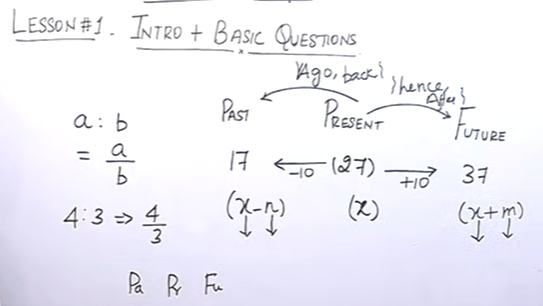 LESSON#1. INTRO + BASIC QUESTIONS
{Ago, back} {hence, After}
PAST PRESENT FUTURE
a : b
= a/b
17 ←-10 (27) →+10 37
4:3 ⇒ 4/3
(x-n) (x) (x+m)
↓ ↓ ↓ ↓
Pa Pr Fu